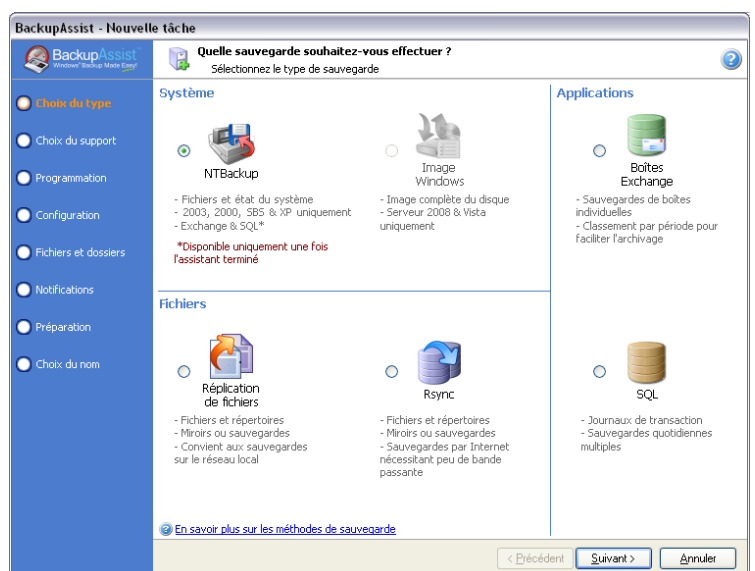 BackupAssist - Nouvelle tâche
BackupAssist
Windows® Backup Made Easy!
Quelle sauvegarde souhaitez-vous effectuer ?
Sélectionnez le type de sauvegarde
Choix du type
Choix du support
Programmation
Configuration
Fichiers et dossiers
Notifications
Préparation
Choix du nom
Système
NTBackup
- Fichiers et état du système
- 2003, 2000, SBS & XP uniquement
- Exchange & SQL*
*Disponible uniquement une fois
l'assistant terminé
Image
Windows
- Image complète du disque
- Serveur 2008 & Vista
uniquement
Applications
Boîtes
Exchange
- Sauvegardes de boîtes
individuelles
- Classement par période pour
faciliter l'archivage
Fichiers
Réplication
de fichiers
- Fichiers et répertoires
- Miroirs ou sauvegardes
- Convient aux sauvegardes
sur le réseau local
Rsync
- Fichiers et répertoires
- Miroirs ou sauvegardes
- Sauvegardes par Internet
nécessitant peu de bande
passante
SQL
- Journaux de transaction
- Sauvegardes quotidiennes
multiples
En savoir plus sur les méthodes de sauvegarde
< Précédent
Suivant >
Annuler